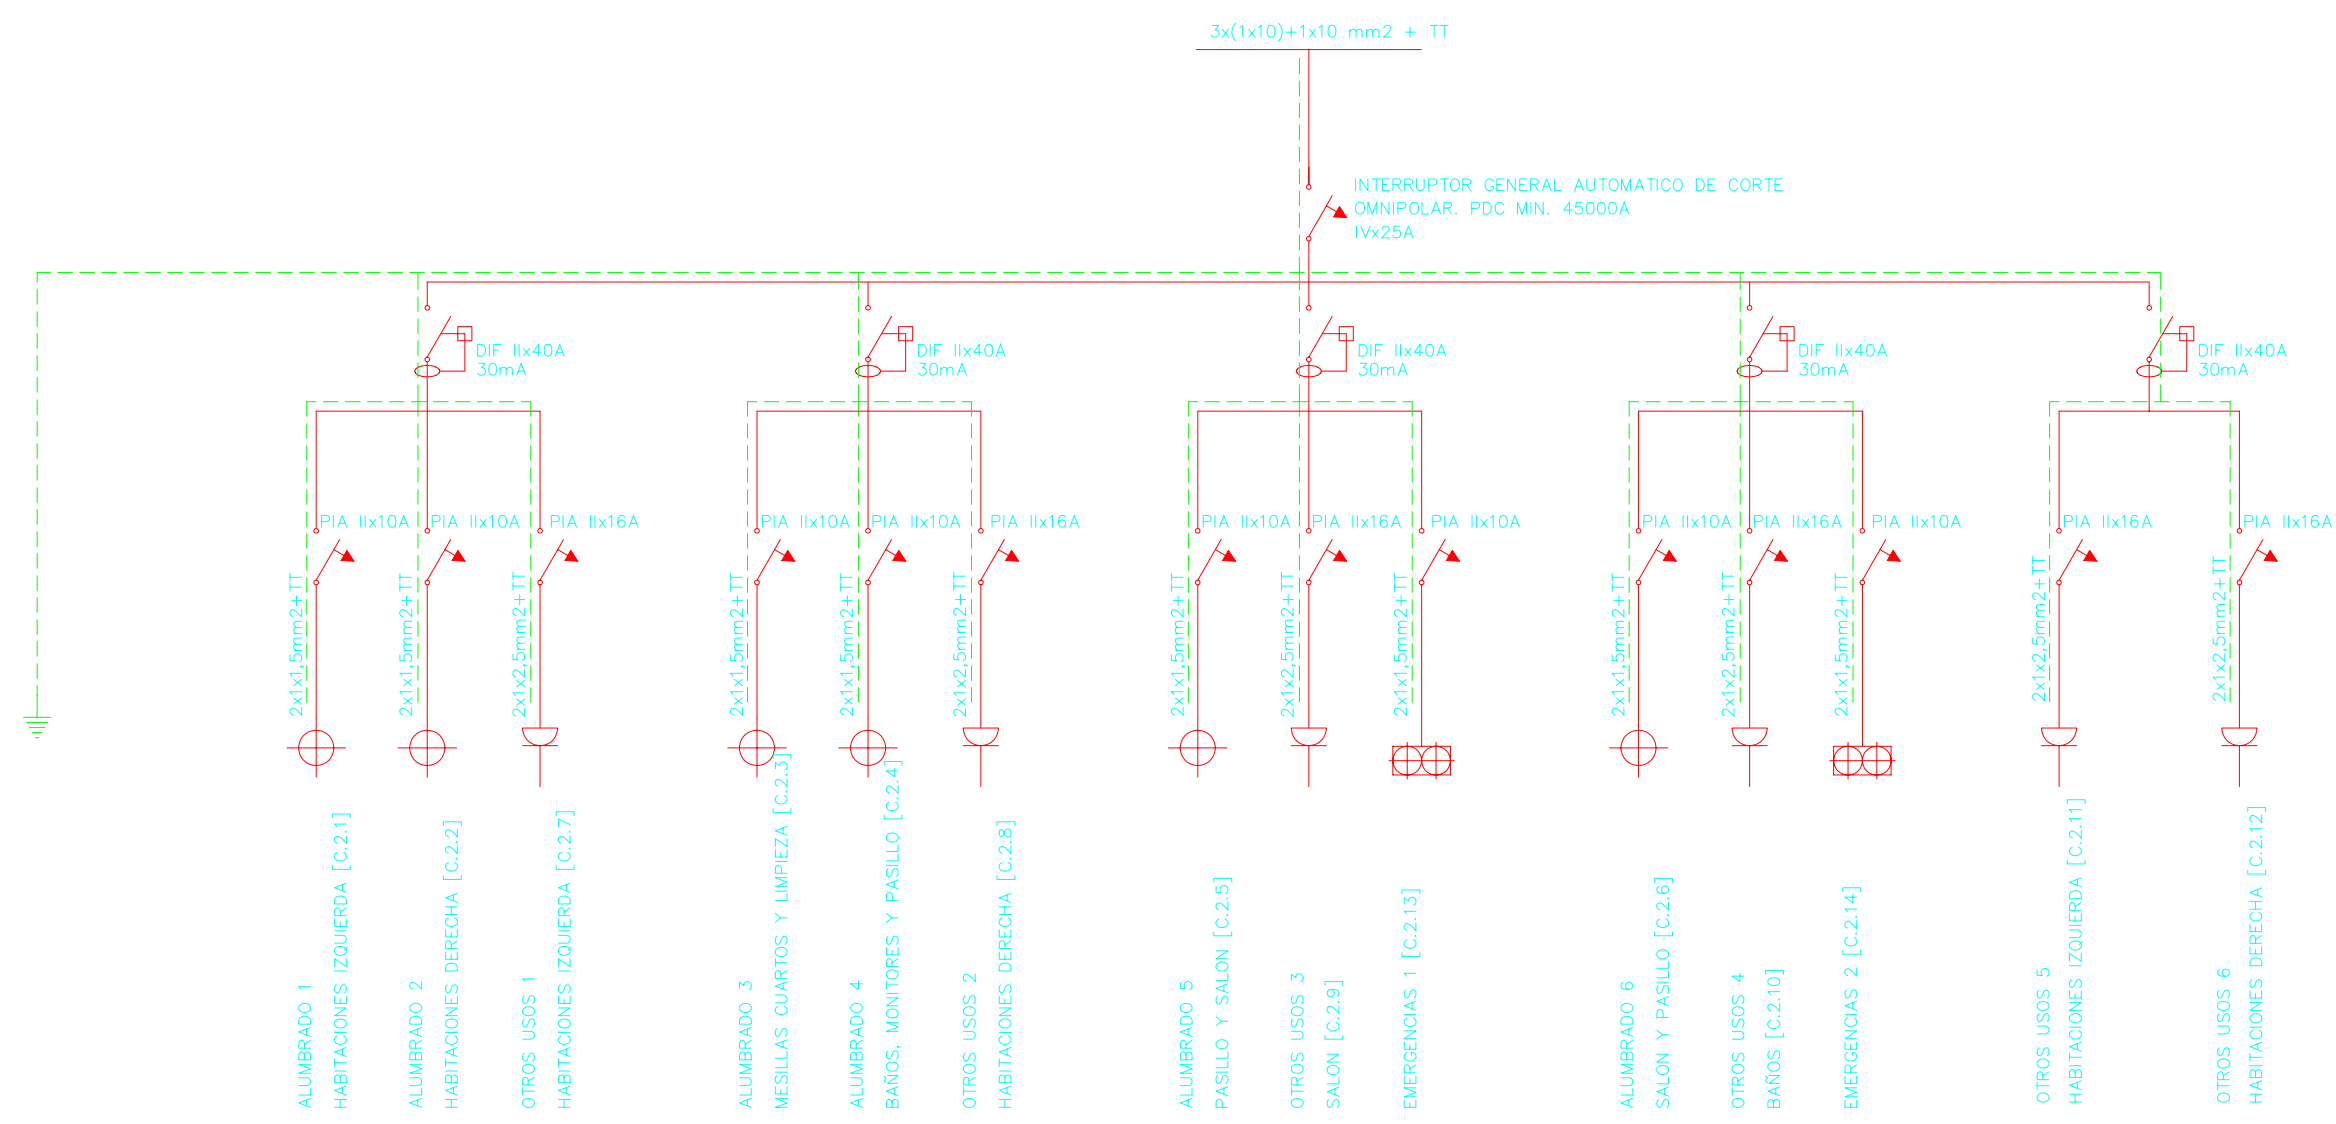 3x(1x10)+1x10 mm2 + TT
INTERRUPTOR GENERAL AUTOMATICO DE CORTE
OMNIPOLAR. PDC MIN. 45000A
IVx25A
DIF IIx40A
30mA
DIF IIx40A
30mA
DIF IIx40A
30mA
DIF IIx40A
30mA
DIF IIx40A
30mA
PIA IIx10A
PIA IIx10A
PIA IIx16A
PIA IIx10A
PIA IIx10A
PIA IIx16A
PIA IIx10A
PIA IIx16A
PIA IIx10A
PIA IIx10A
PIA IIx16A
PIA IIx10A
PIA IIx16A
PIA IIx16A
2x1x1,5mm2+TT
2x1x1,5mm2+TT
2x1x2,5mm2+TT
2x1x1,5mm2+TT
2x1x1,5mm2+TT
2x1x2,5mm2+TT
2x1x1,5mm2+TT
2x1x2,5mm2+TT
2x1x1,5mm2+TT
2x1x1,5mm2+TT
2x1x2,5mm2+TT
2x1x1,5mm2+TT
2x1x2,5mm2+TT
2x1x2,5mm2+TT
ALUMBRADO 1
HABITACIONES IZQUIERDA [C.2.1]
ALUMBRADO 2
HABITACIONES DERECHA [C.2.2]
OTROS USOS 1
HABITACIONES IZQUIERDA [C.2.7]
ALUMBRADO 3
MESILLAS CUARTOS Y LIMPIEZA [C.2.3]
ALUMBRADO 4
BAÑOS, MONITORES Y PASILLO [C.2.4]
OTROS USOS 2
HABITACIONES DERECHA [C.2.8]
ALUMBRADO 5
PASILLO Y SALON [C.2.5]
OTROS USOS 3
SALON [C.2.9]
EMERGENCIAS 1 [C.2.13]
ALUMBRADO 6
SALON Y PASILLO [C.2.6]
OTROS USOS 4
BAÑOS [C.2.10]
EMERGENCIAS 2 [C.2.14]
OTROS USOS 5
HABITACIONES IZQUIERDA [C.2.11]
OTROS USOS 6
HABITACIONES DERECHA [C.2.12]